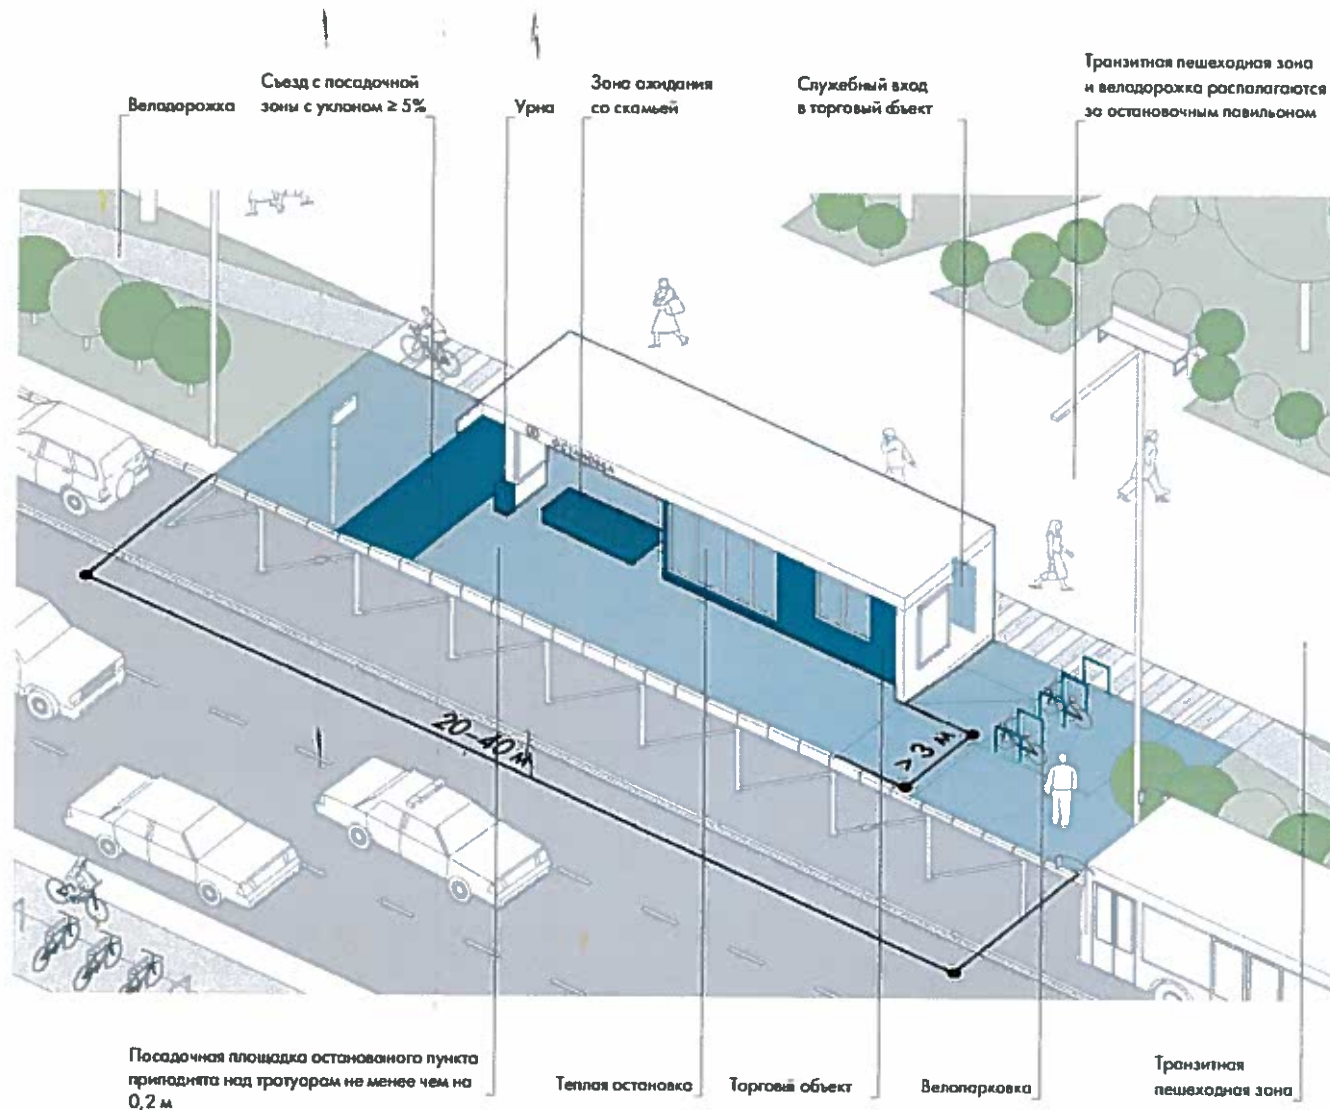 Велодорожка
Съезд с посадочной
зоны с уклоном ≥ 5%
Урна
Зона ожидания
со скамьей
Служебный вход
в торговый объект
Транзитная пешеходная зона
и велодорожка располагаются
за остановочным павильоном
20-40 м
> 3 м
Посадочная площадка остановочного пункта
приподнята над тротуаром не менее чем на
0,2 м
Теплая остановка
Торговый объект
Велопарковка
Транзитная
пешеходная зона